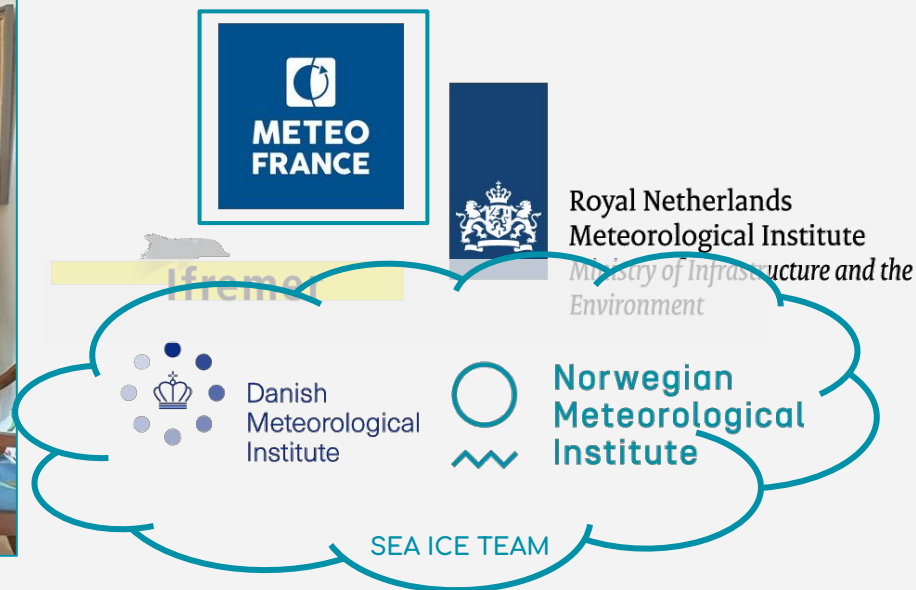 METEO
FRANCE
Royal Netherlands
Meteorological Institute
Ministry of Infrastructure and the
Environment
Ifremer
Danish
Meteorological
Institute
Norwegian
Meteorological
Institute
SEA ICE TEAM